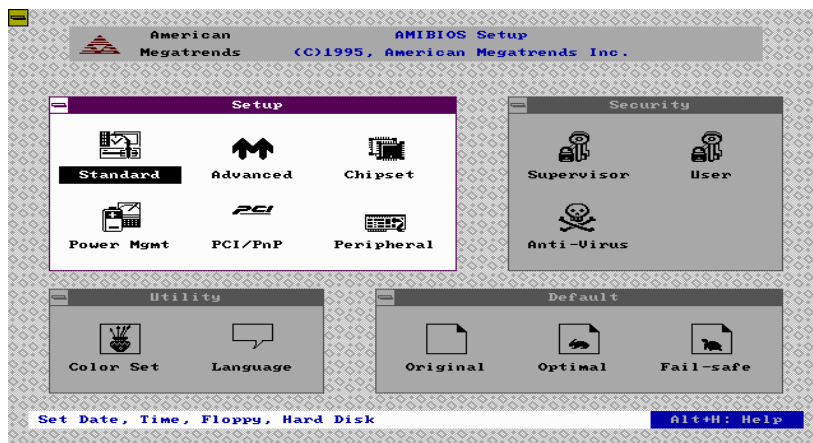 American
Megatrends
AMIBIOS Setup
(C)1995, American Megatrends Inc.
Setup
Standard
Advanced
Chipset
Power Mgmt
PCI
PCI/PnP
Peripheral
Security
Supervisor
User
Anti-Virus
Utility
Color Set
Language
Default
Original
Optimal
Fail-safe
Set Date, Time, Floppy, Hard Disk
Alt+H: Help